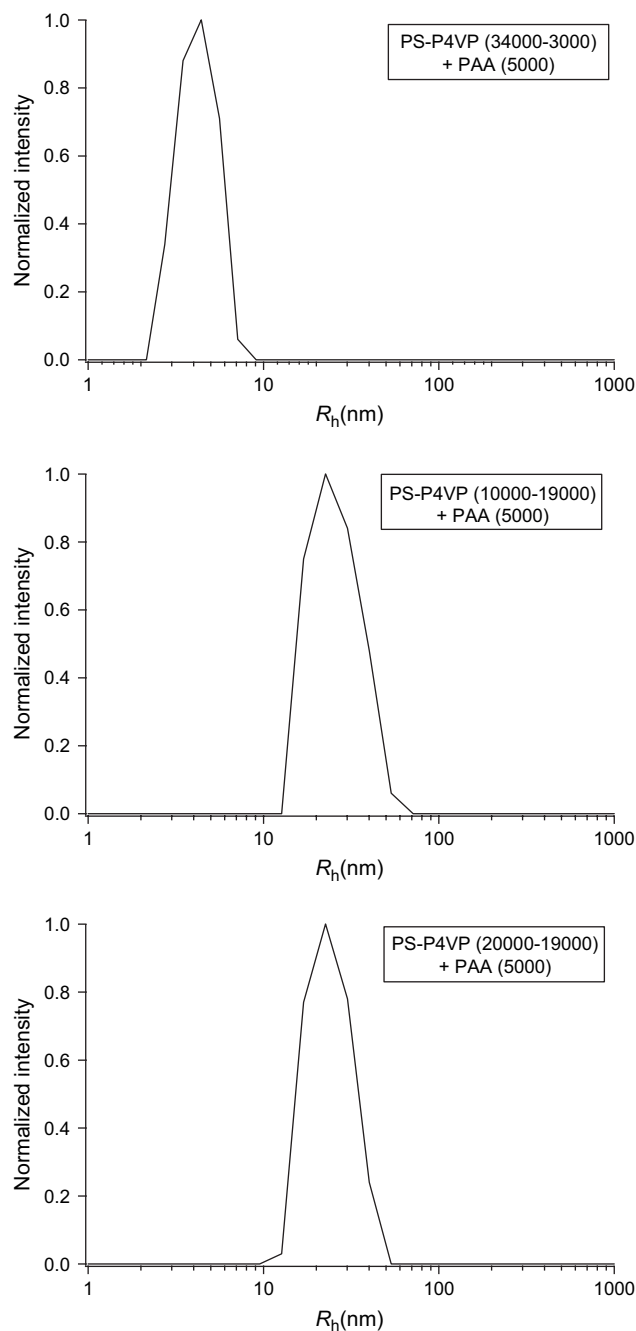 1.0
PS-P4VP (34000-3000)
+ PAA (5000)
0.8
0.6
0.4
0.2
0.0
Normalized intensity
1 10 100 1000
Rh(nm)
1.0
PS-P4VP (10000-19000)
+ PAA (5000)
0.8
0.6
0.4
0.2
0.0
Normalized intensity
1 10 100 1000
Rh(nm)
1.0
PS-P4VP (20000-19000)
+ PAA (5000)
0.8
0.6
0.4
0.2
0.0
Normalized intensity
1 10 100 1000
Rh(nm)